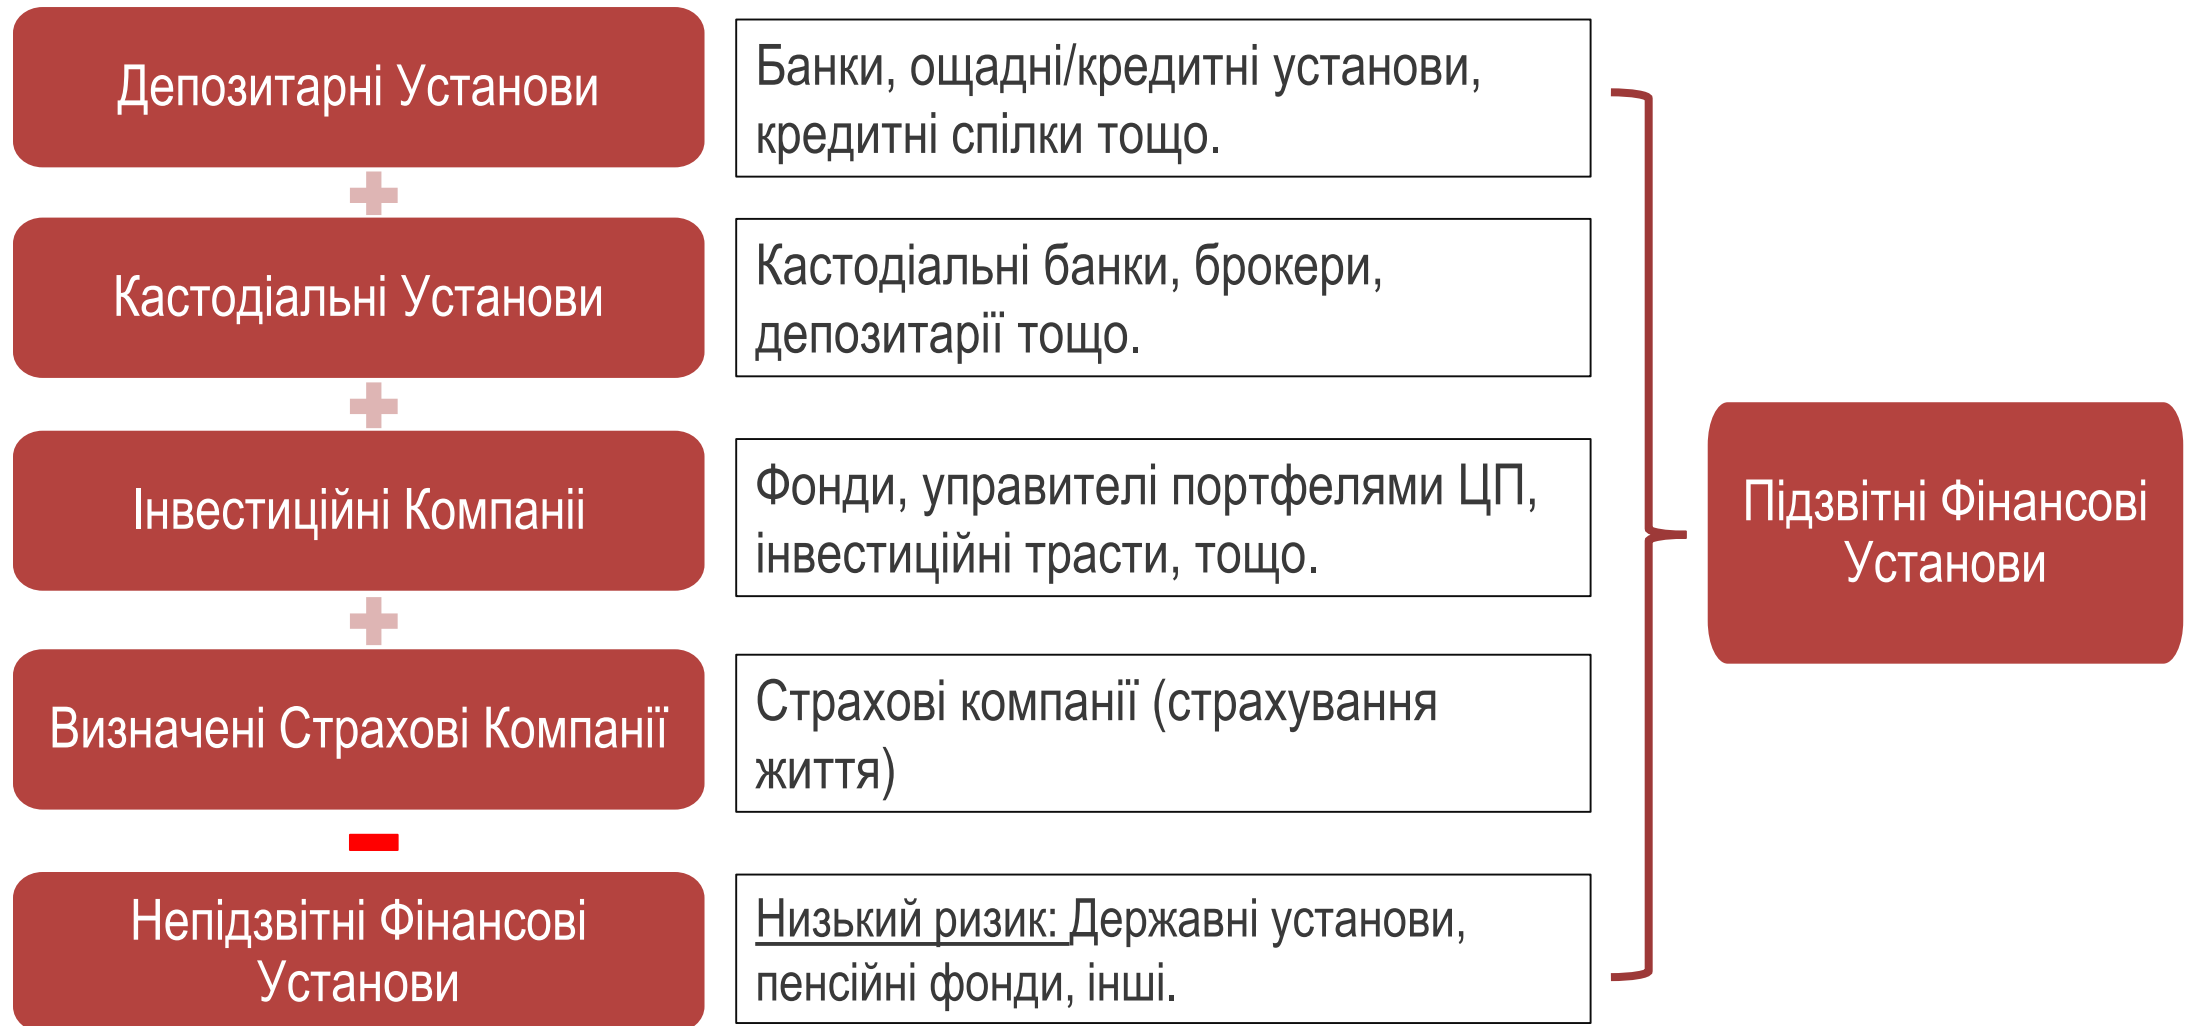 Депозитарні Установи
Банки, ощадні/кредитні установи,
кредитні спілки тощо.
Кастодіальні Установи
Кастодіальні банки, брокери,
депозитарії тощо.
Інвестиційні Компаніі
Фонди, управителі портфелями ЦП,
інвестиційні трасти, тощо.
Підзвітні Фінансові
Установи
Визначені Страхові Компанії
Страхові компанії (страхування
життя)
Непідзвітні Фінансові
Установи
Низький ризик: Державні установи,
пенсійні фонди, інші.